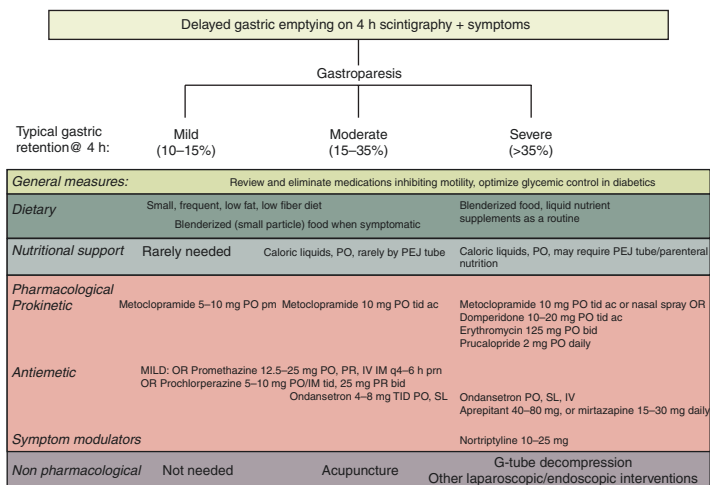 Delayed gastric emptying on 4 h scintigraphy + symptoms
Gastroparesis
Typical gastric
retention@ 4 h:
Mild
(10–15%)
Moderate
(15–35%)
Severe
(>35%)
General measures:
Review and eliminate medications inhibiting motility, optimize glycemic control in diabetics
Dietary
Small, frequent, low fat, low fiber diet
Blenderized (small particle) food when symptomatic
Blenderized food, liquid nutrient
supplements as a routine
Nutritional support
Rarely needed
Caloric liquids, PO, rarely by PEJ tube
Caloric liquids, PO, may require PEJ tube/parenteral
nutrition
Pharmacological
Prokinetic
Metoclopramide 5–10 mg PO pm
Metoclopramide 10 mg PO tid ac
Metoclopramide 10 mg PO tid ac or nasal spray OR
Domperidone 10–20 mg PO tid ac
Erythromycin 125 mg PO bid
Prucalopride 2 mg PO daily
Antiemetic
MILD: OR Promethazine 12.5–25 mg PO, PR, IV IM q4–6 h prn
OR Prochlorperazine 5–10 mg PO/IM tid, 25 mg PR bid
Ondansetron 4–8 mg TID PO, SL
Ondansetron PO, SL, IV
Aprepitant 40–80 mg, or mirtazapine 15–30 mg daily
Symptom modulators
Nortriptyline 10–25 mg
Non pharmacological
Not needed
Acupuncture
G-tube decompression
Other laparoscopic/endoscopic interventions